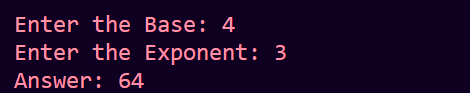 Enter the Base: 4
Enter the Exponent: 3
Answer: 64